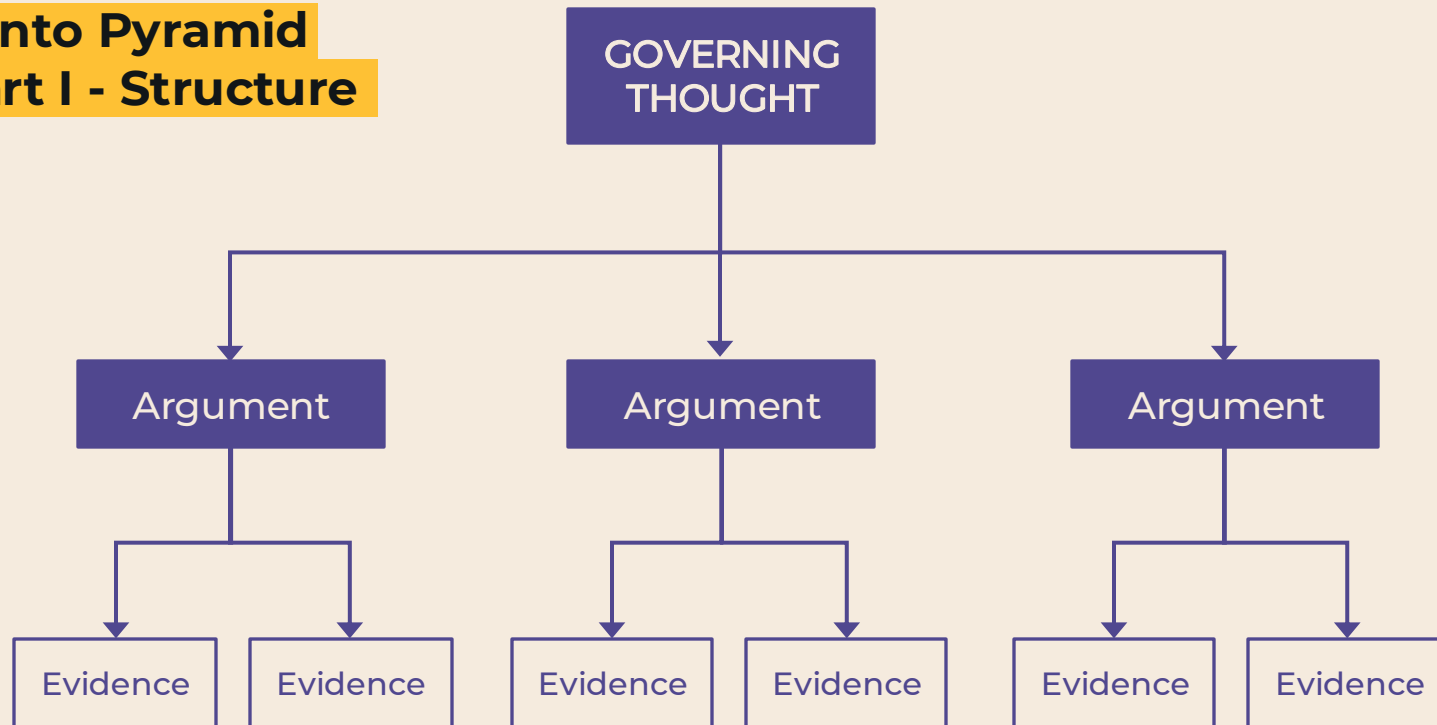 nto Pyramid
rt I - Structure
GOVERNING
THOUGHT
Argument
Argument
Argument
Evidence
Evidence
Evidence
Evidence
Evidence
Evidence